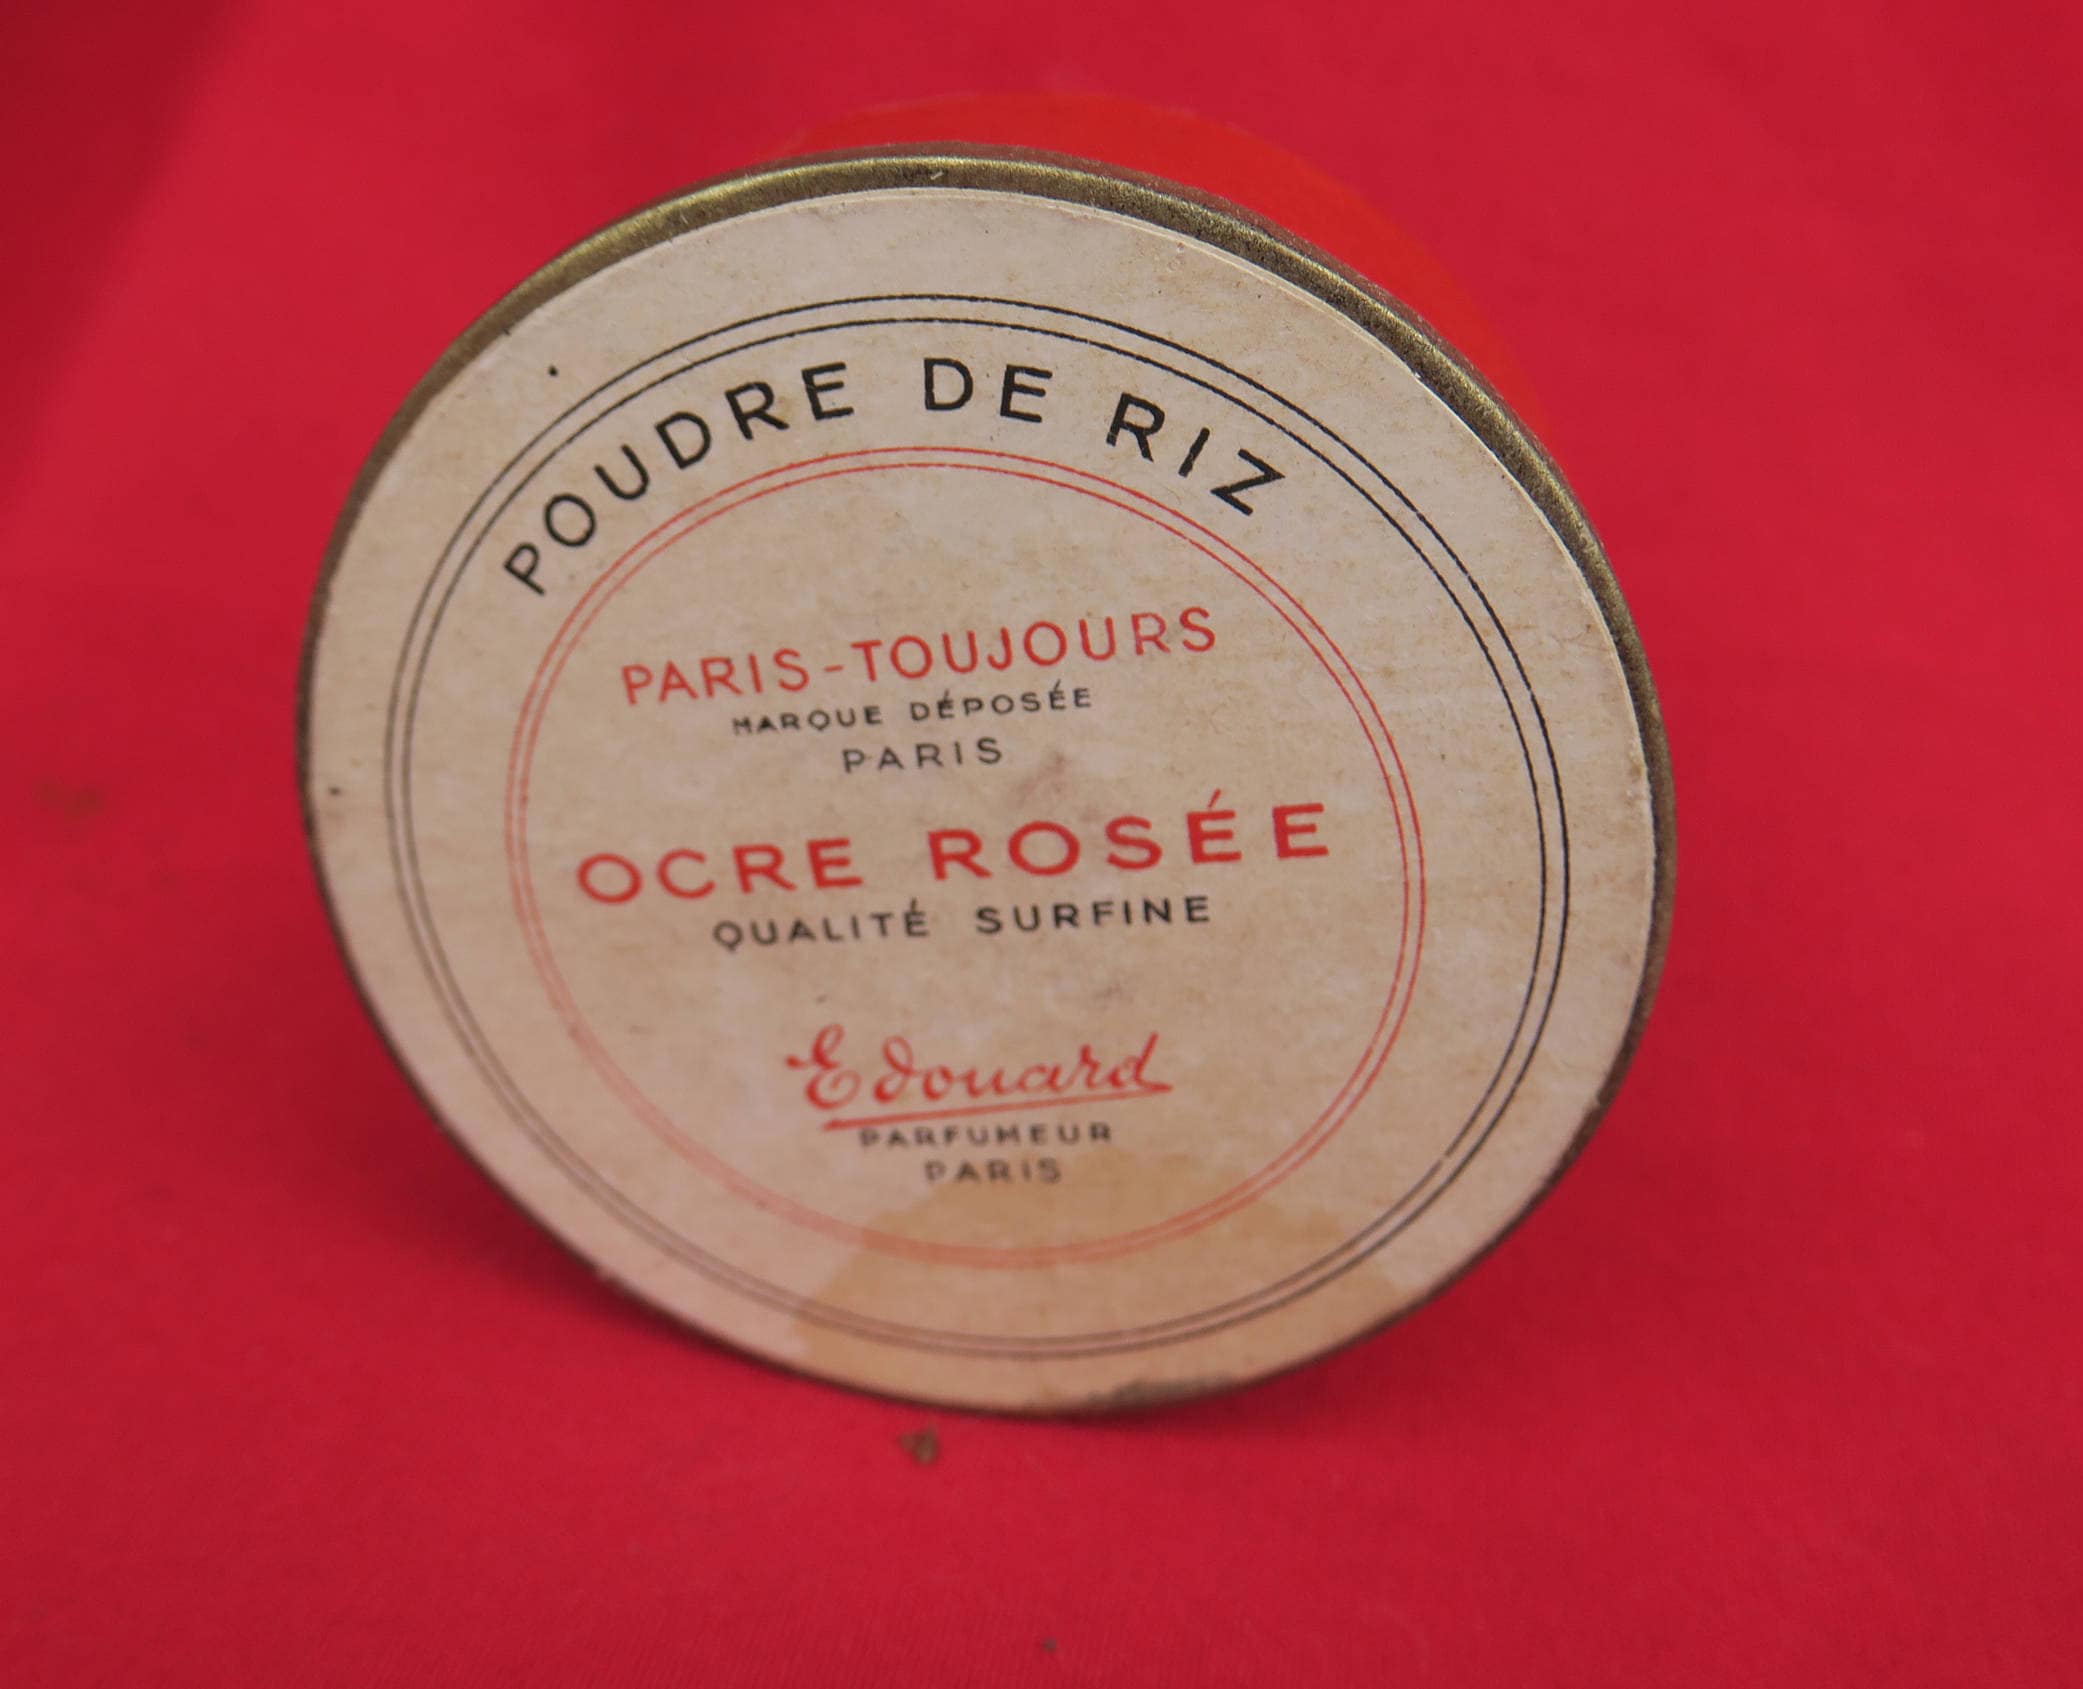 POUDRE DE RIZ
PARIS-TOUJOURS
MARQUE DÉPOSÉE
PARIS
OCRE ROSÉE
QUALITÉ SURFINE
Edouard
PARFUMEUR
PARIS